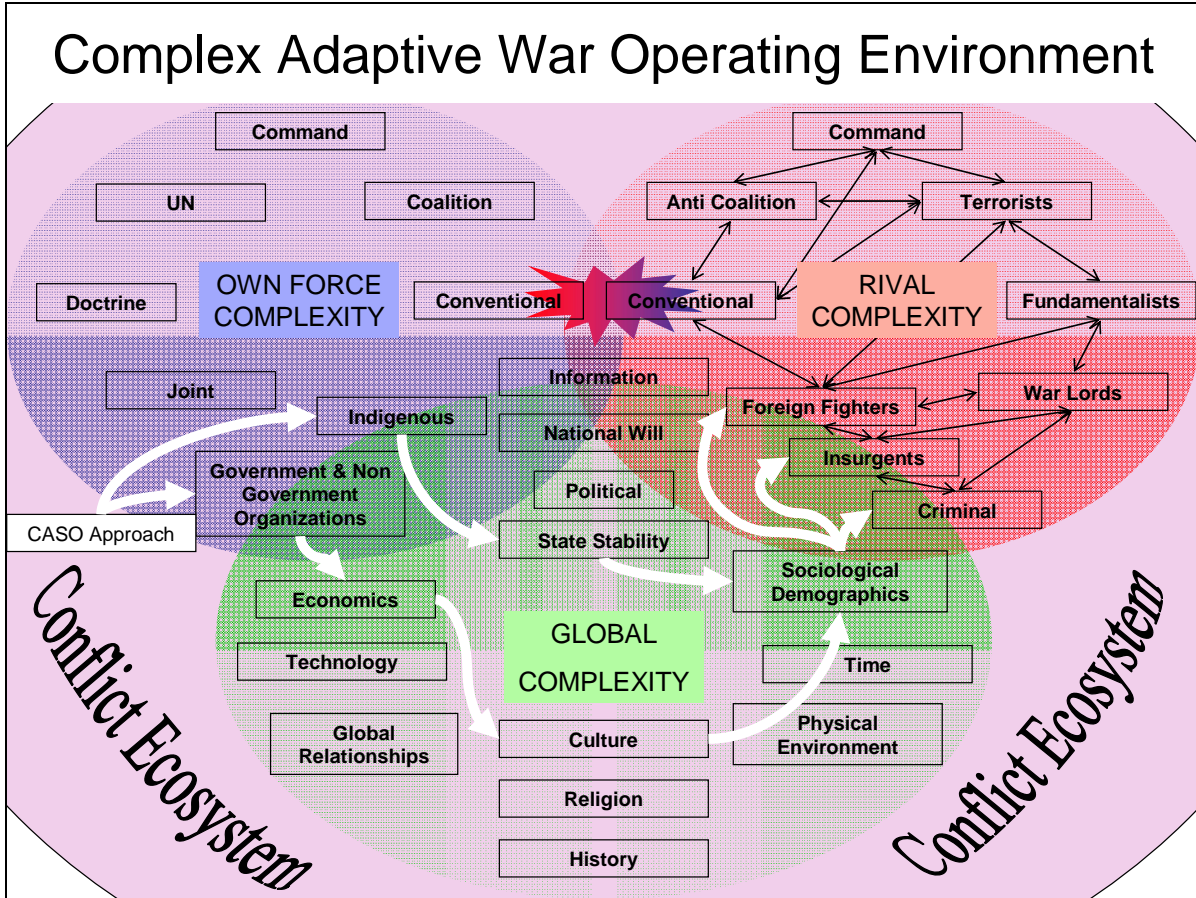 Complex Adaptive War Operating Environment
Command
Command
UN
Coalition
Anti Coalition
Terrorists
OWN FORCE
COMPLEXITY
RIVAL
COMPLEXITY
Doctrine
Conventional
Conventional
Fundamentalists
Joint
Information
Indigenous
Foreign Fighters
War Lords
National Will
Insurgents
Government & Non
Government
Organizations
Political
Criminal
CASO Approach
State Stability
Sociological
Demographics
Economics
GLOBAL
COMPLEXITY
Technology
Time
Global
Relationships
Culture
Physical
Environment
Religion
History
Conflict Ecosystem
Conflict Ecosystem